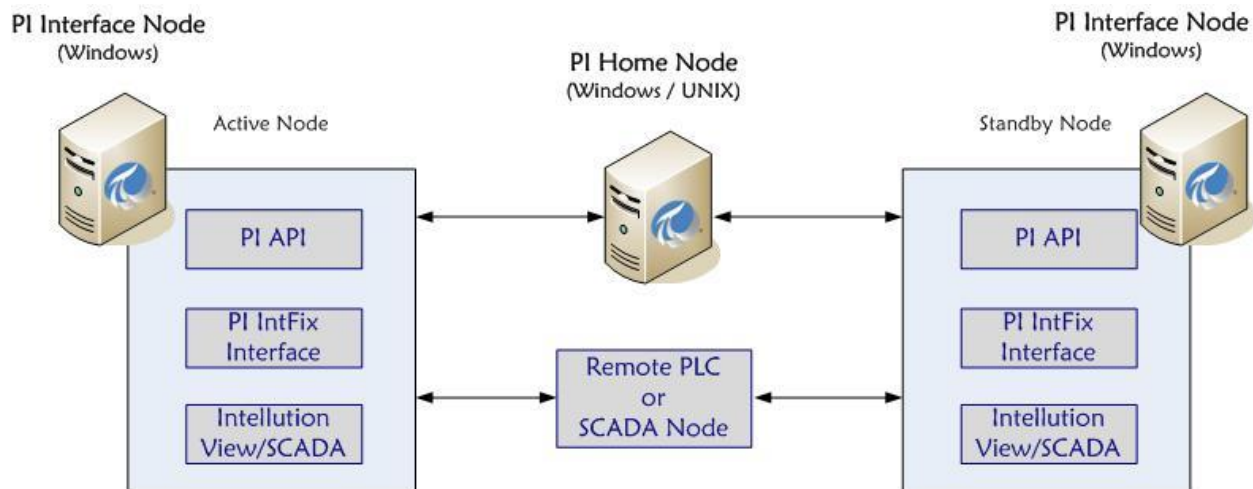 PI Interface Node
(Windows)
PI Home Node
(Windows / UNIX)
PI Interface Node
(Windows)
Active Node
Standby Node
PI API
PI IntFix
Interface
Intellution
View/SCADA
Remote PLC
or
SCADA Node
PI API
PI IntFix
Interface
Intellution
View/SCADA